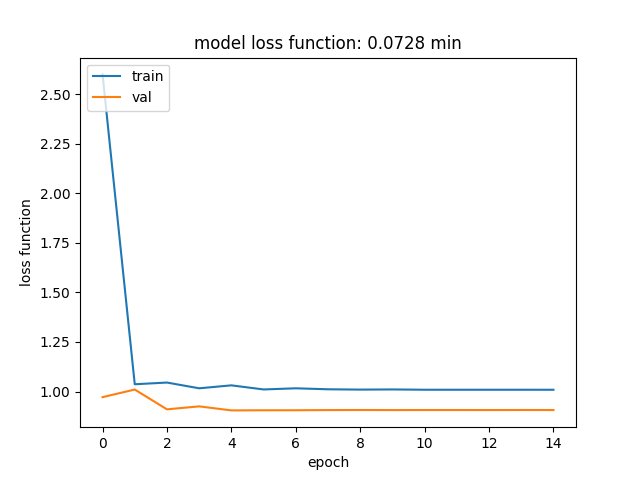 model loss function: 0.0728 min
train
val
2.50
2.25
2.00
1.75
1.50
1.25
1.00
loss function
0 2 4 6 8 10 12 14
epoch